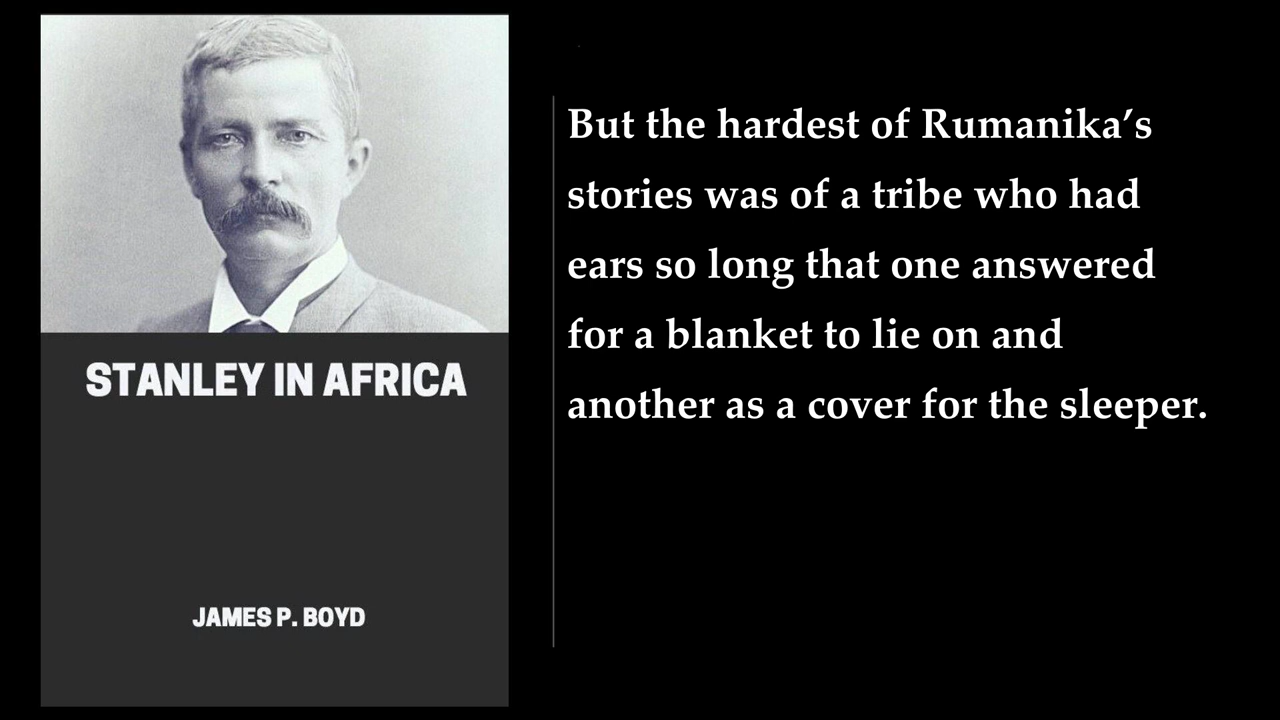 STANLEY IN AFRICA
JAMES P. BOYD
But the hardest of Rumanika’s
stories was of a tribe who had
ears so long that one answered
for a blanket to lie on and
another as a cover for the sleeper.